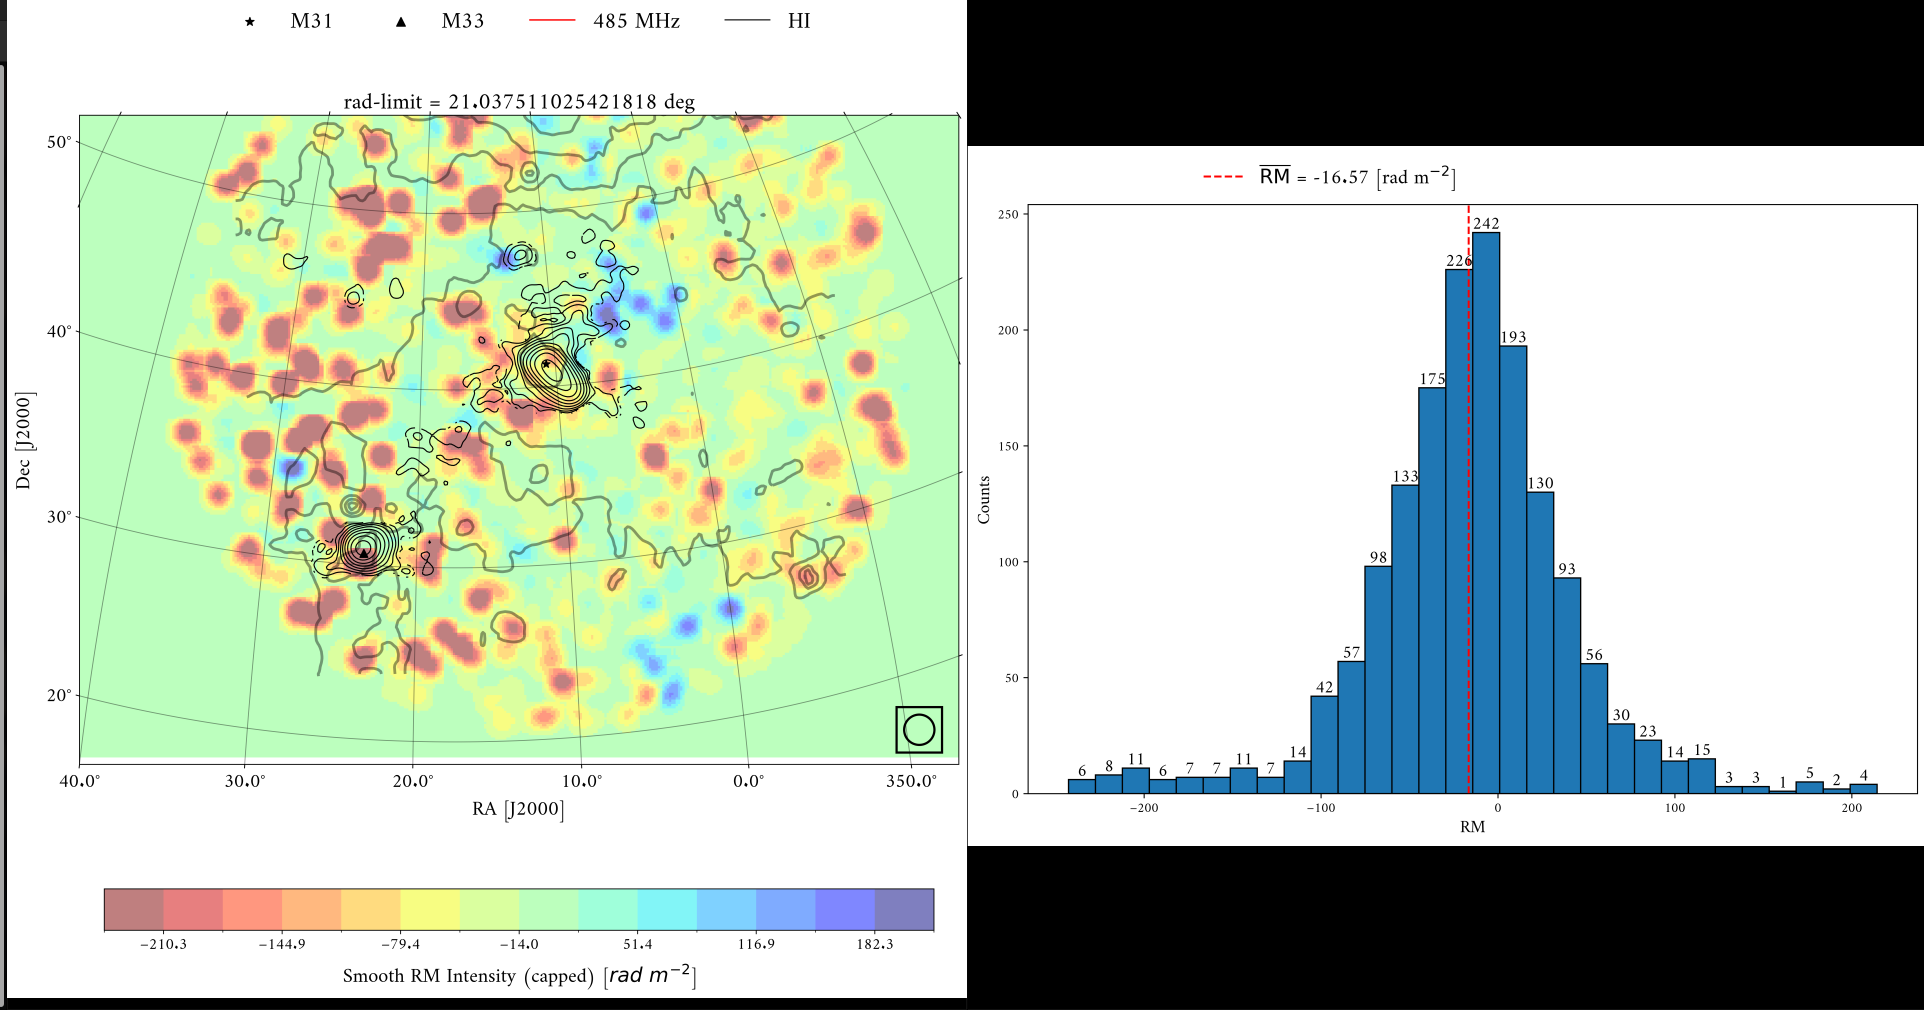 M31 M33 485 MHz HI
rad-limit = 21.037511025421818 deg
50°
40°
30°
20°
Dec [J2000]
40.0° 30.0° 20.0° 10.0° 0.0° 350.0°
RA [J2000]
−210.3 −144.9 −79.4 −14.0 51.4 116.9 182.3
Smooth RM Intensity (capped) [rad m−2]
RM = -16.57 [rad m−2]
250
200
150
100
50
0
Counts
6 8 11 6 7 7 11 7 14 42 57 98 133 175 226 242 193 130 93 56 30 23 14 15 3 3 1 5 2 4
−200 −100 0 100 200
RM